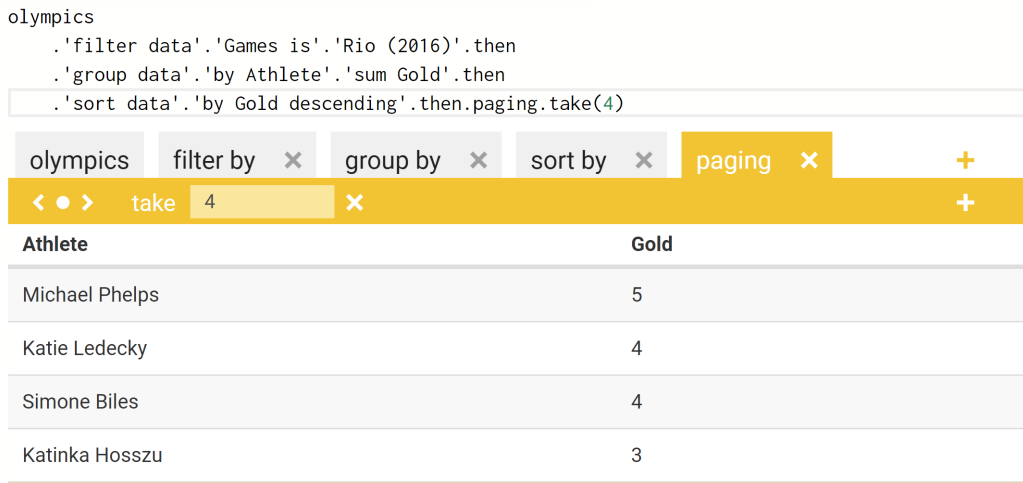 olympics
.'filter data'.'Games is'.'Rio (2016)'.then
.'group data'.'by Athlete'.'sum Gold'.then
.'sort data'.'by Gold descending'.then.paging.take(4)
olympics filter by × group by × sort by × paging × +
< > take 4 × +
Athlete Gold
Michael Phelps 5
Katie Ledecky 4
Simone Biles 4
Katinka Hosszu 3